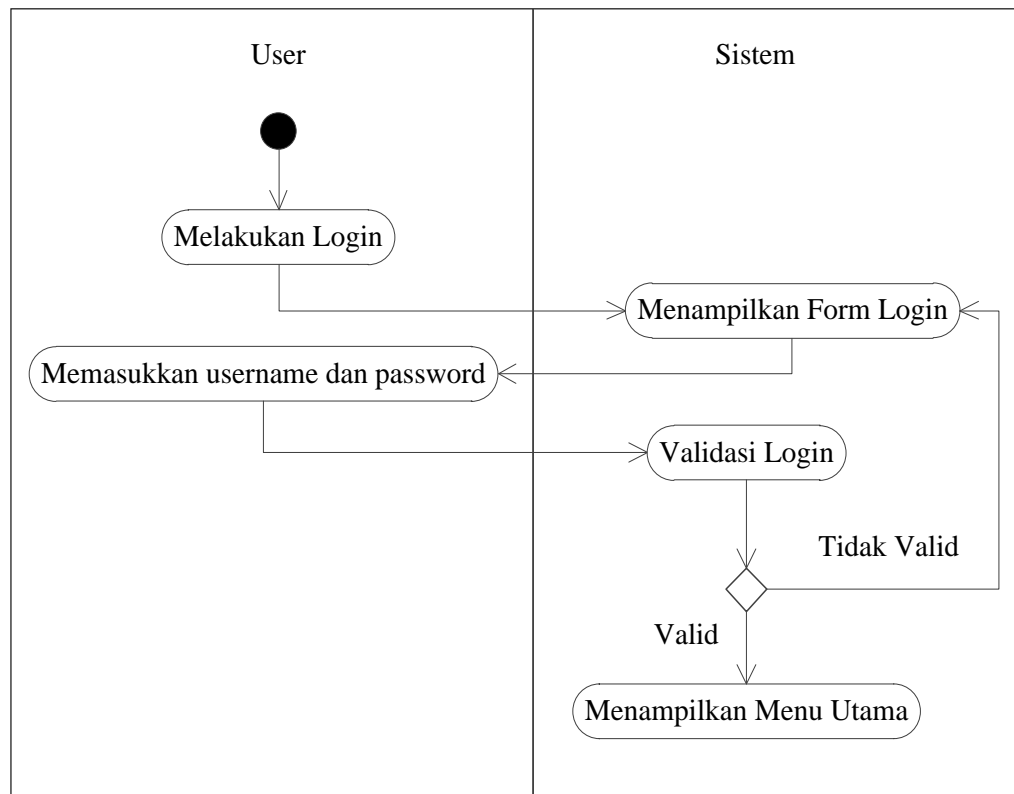 User
Sistem
Melakukan Login
Menampilkan Form Login
Memasukkan username dan password
Validasi Login
Tidak Valid
Valid
Menampilkan Menu Utama